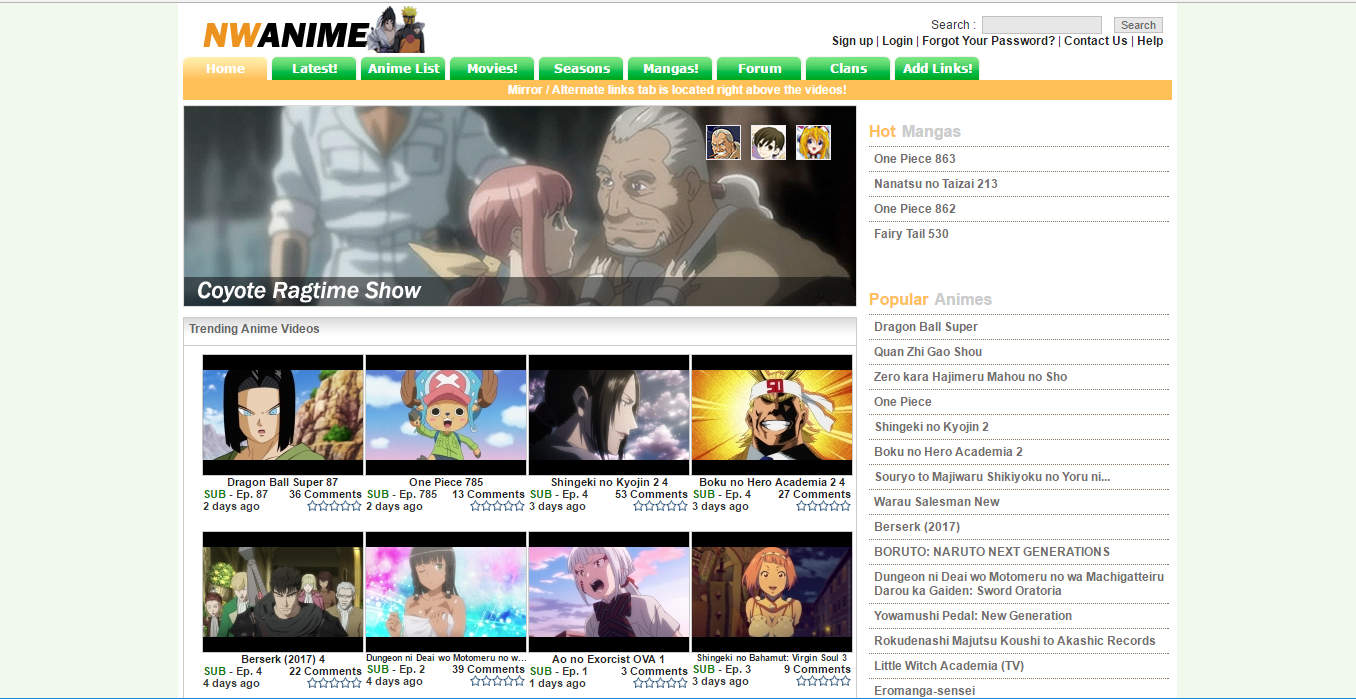 NWANIME
Search :
Search
Sign up | Login | Forgot Your Password? | Contact Us | Help
Home
Latest!
Anime List
Movies!
Seasons
Mangas!
Forum
Clans
Add Links!
Mirror / Alternate links tab is located right above the videos!
Coyote Ragtime Show
Hot Mangas
One Piece 863
Nanatsu no Taizai 213
One Piece 862
Fairy Tail 530
Trending Anime Videos
Dragon Ball Super 87
SUB - Ep. 87 36 Comments
2 days ago
One Piece 785
SUB - Ep. 785 13 Comments
2 days ago
Shingeki no Kyojin 2 4
SUB - Ep. 4 53 Comments
3 days ago
50
Boku no Hero Academia 2 4
SUB - Ep. 4 27 Comments
3 days ago
Berserk (2017) 4
SUB - Ep. 4 22 Comments
4 days ago
Dungeon ni Deai wo Motomeru no w...
SUB - Ep. 2 39 Comments
4 days ago
Ao no Exorcist OVA 1
SUB - Ep. 1 3 Comments
1 days ago
Shingeki no Bahamut: Virgin Soul 3
SUB - Ep. 3 9 Comments
3 days ago
Popular Animes
Dragon Ball Super
Quan Zhi Gao Shou
Zero kara Hajimeru Mahou no Sho
One Piece
Shingeki no Kyojin 2
Boku no Hero Academia 2
Souryo to Majiwaru Shikiyoku no Yoru ni...
Warau Salesman New
Berserk (2017)
BORUTO: NARUTO NEXT GENERATIONS
Dungeon ni Deai wo Motomeru no wa Machigatteiru
Darou ka Gaiden: Sword Oratoria
Yowamushi Pedal: New Generation
Rokudenashi Majutsu Koushi to Akashic Records
Little Witch Academia (TV)
Eromanga-sensei